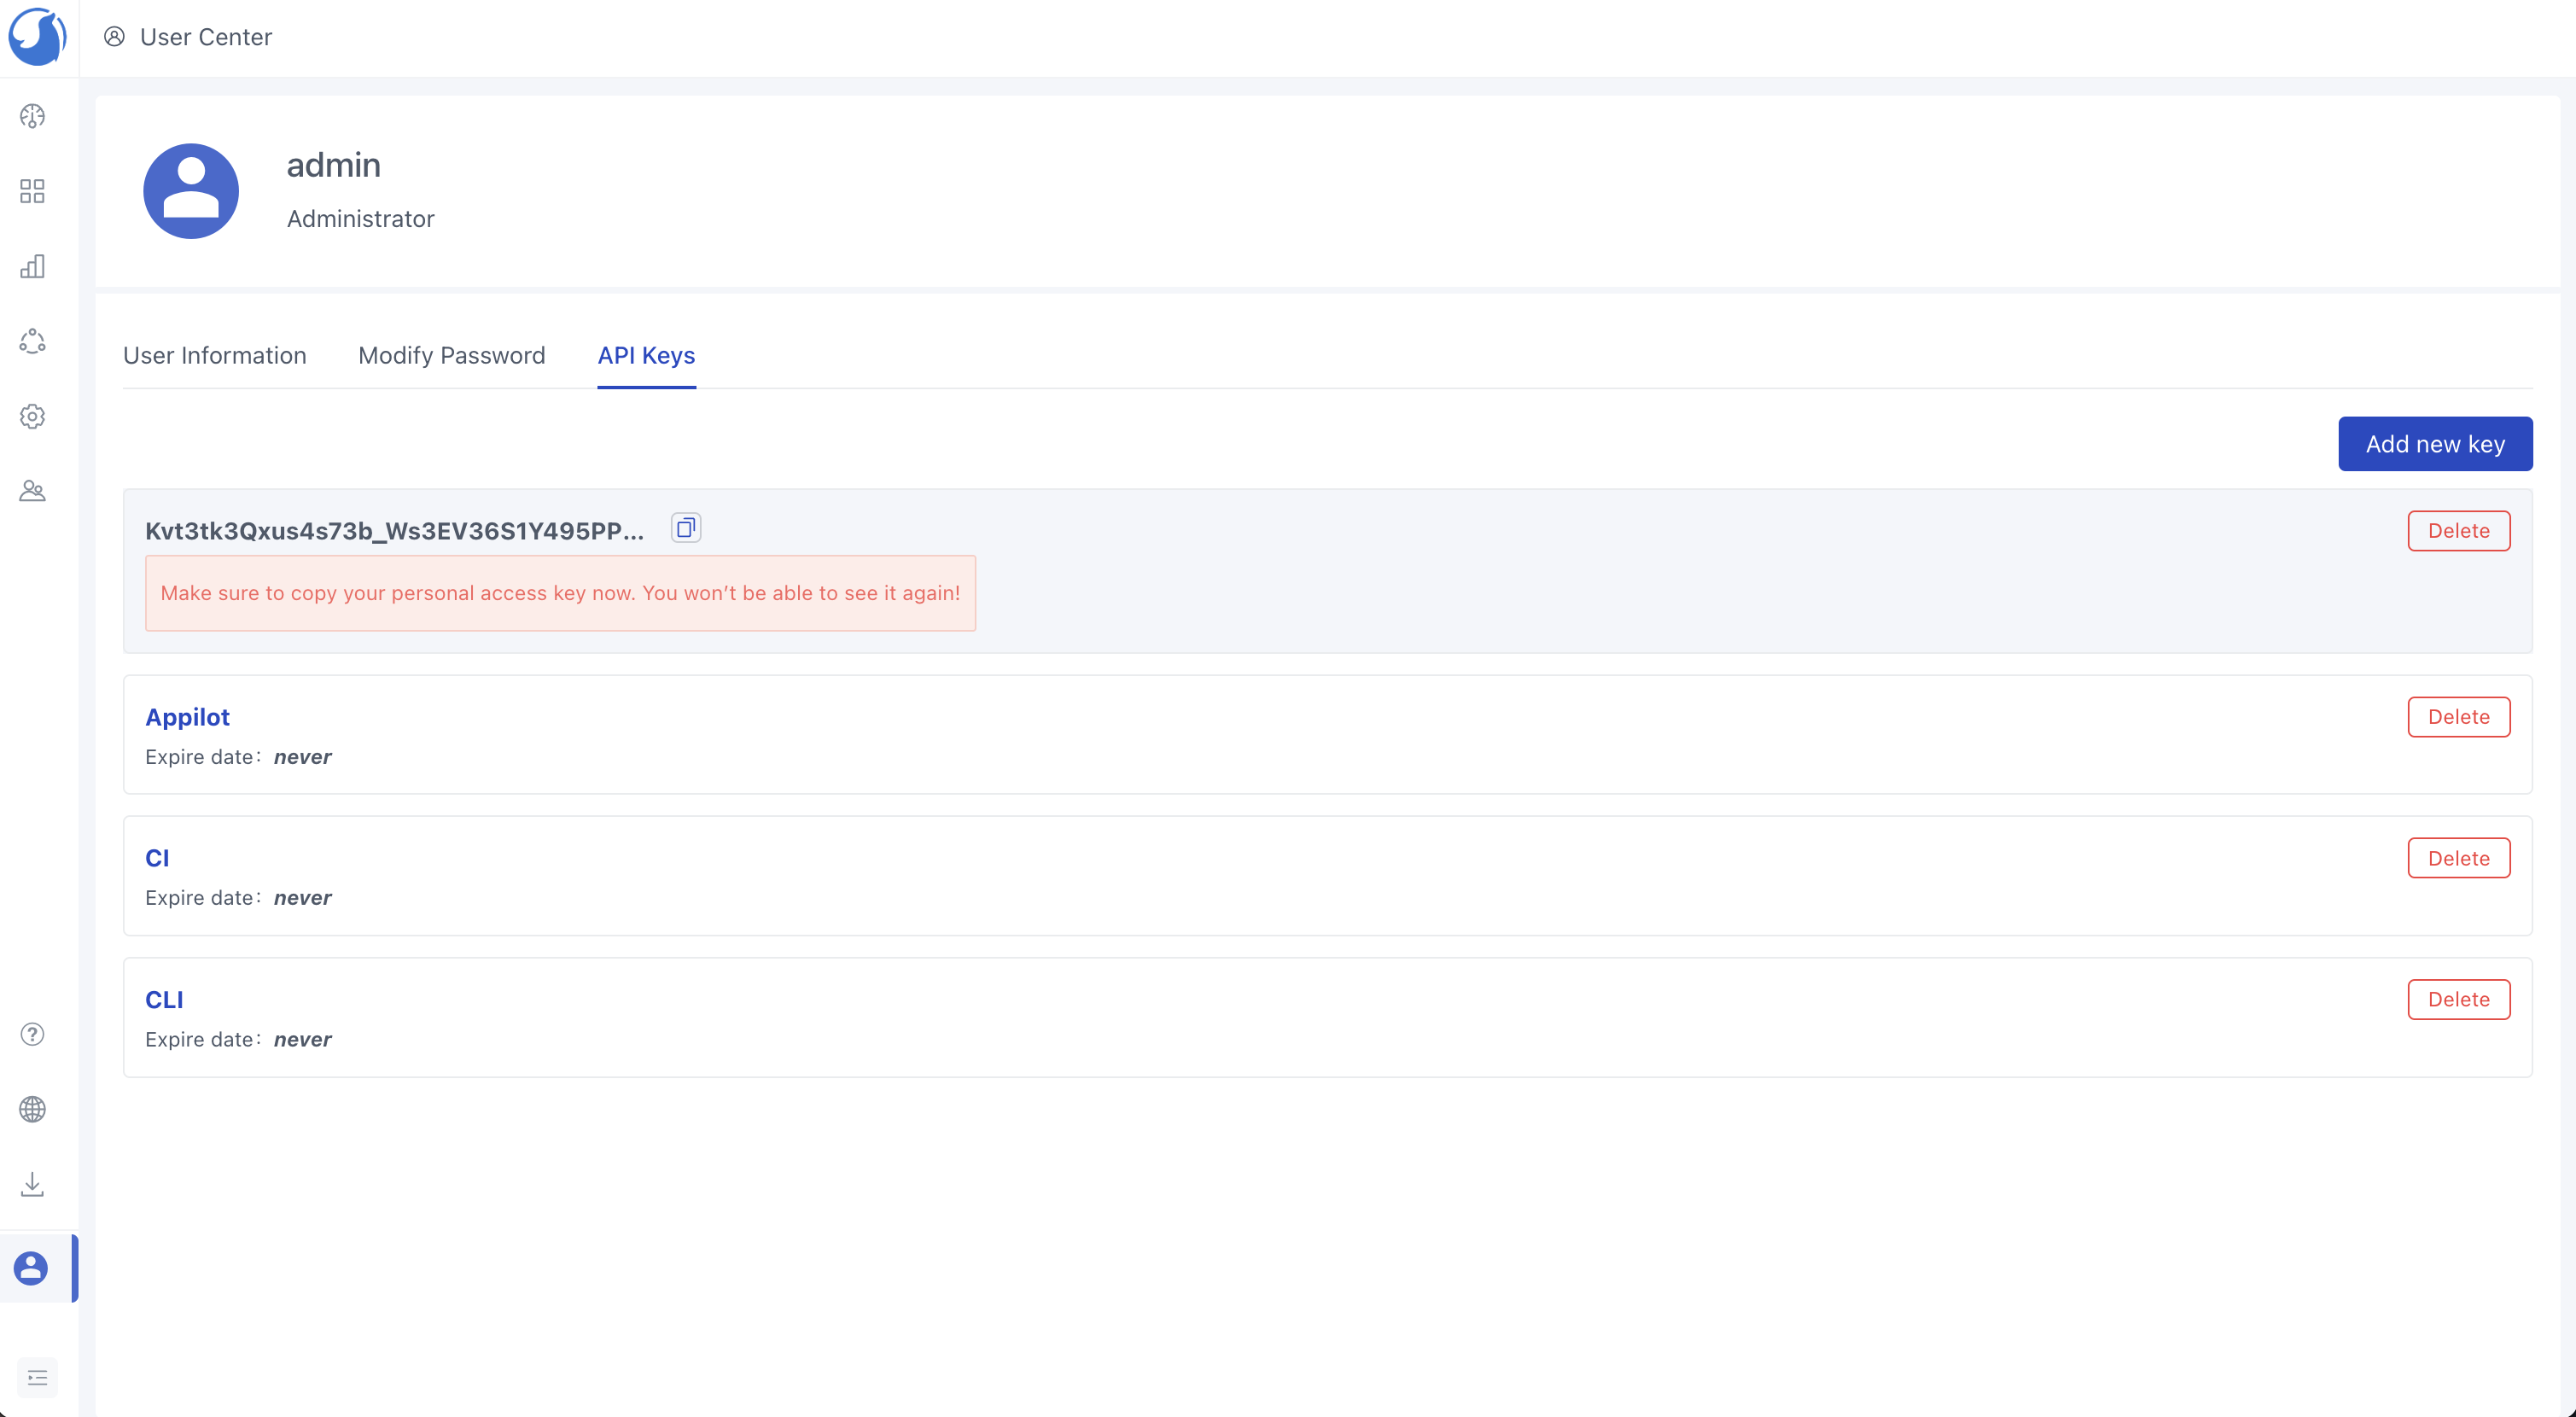 User Center
admin
Administrator
User Information
Modify Password
API Keys
Add new key
Kvt3tk3Qxus4s73b_Ws3EV36S1Y495PP...
Delete
Make sure to copy your personal access key now. You won’t be able to see it again!
Appilot
Delete
Expire date: never
CI
Delete
Expire date: never
CLI
Delete
Expire date: never